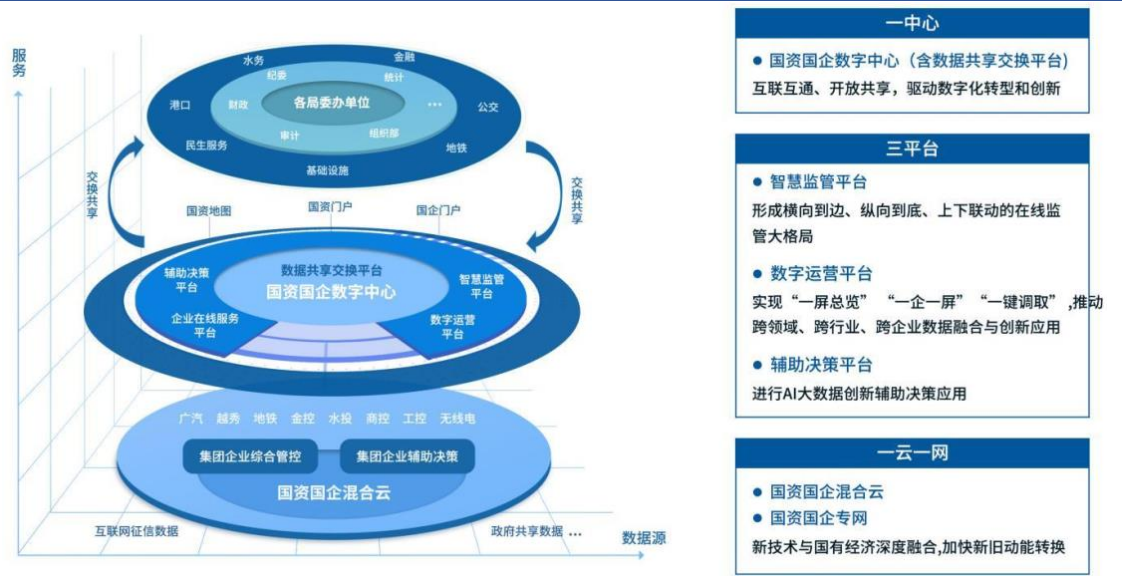 服务
水务
金融
纪委
统计
港口
财政
各局委办单位
...
公交
审计
组织部
民生服务
地铁
基础设施
交换共享
交换共享
国资地图
国资门户
国企门户
辅助决策
平台
数据共享交换平台
国资国企数字中心
智慧监管
平台
企业在线服务
平台
数字运营
平台
广汽 越秀 地铁 金控 水投 商控 工控 无线电
集团企业综合管控
集团企业辅助决策
国资国企混合云
互联网征信数据
政府共享数据 ...
数据源
一中心
● 国资国企数字中心（含数据共享交换平台)
互联互通、开放共享，驱动数字化转型和创新
三平台
● 智慧监管平台
形成横向到边、纵向到底、上下联动的在线监
管大格局
● 数字运营平台
实现“一屏总览” “一企一屏” “一键调取” ,推动
跨领域、跨行业、跨企业数据融合与创新应用
● 辅助决策平台
进行AI大数据创新辅助决策应用
一云一网
● 国资国企混合云
● 国资国企专网
新技术与国有经济深度融合,加快新旧动能转换